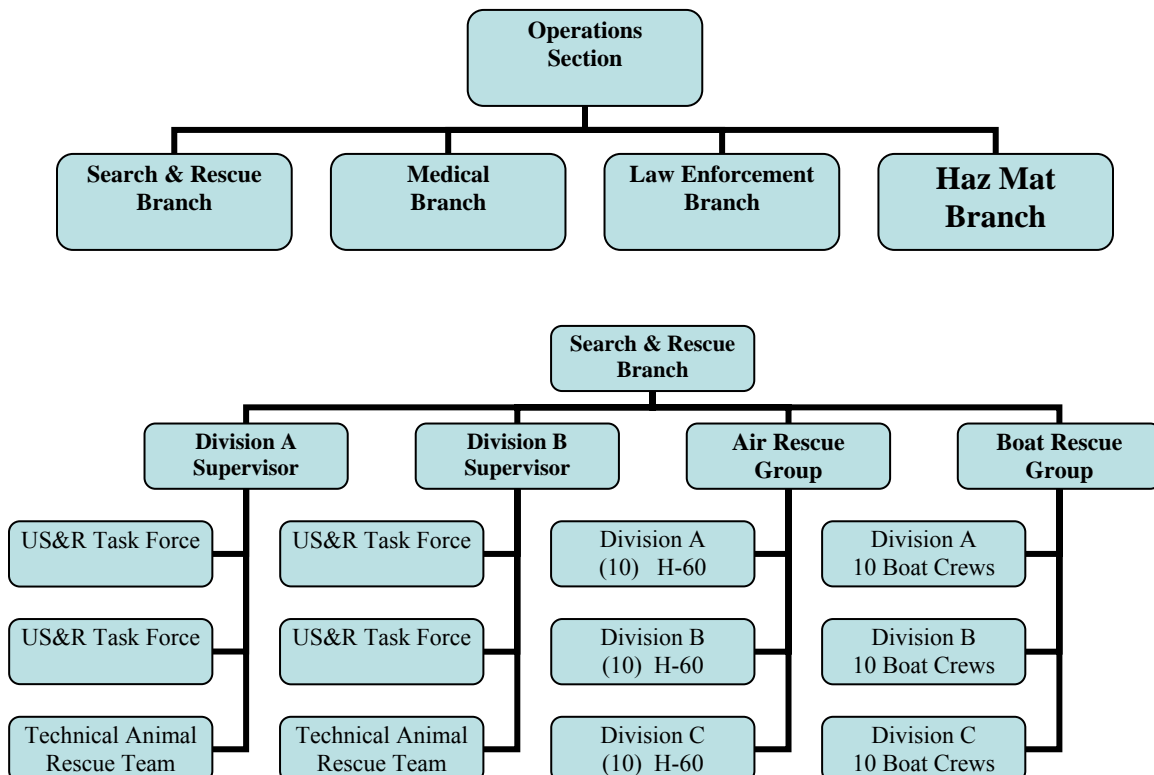 Operations
Section
Search & Rescue
Branch
Medical
Branch
Law Enforcement
Branch
Haz Mat
Branch
Search & Rescue
Branch
Division A
Supervisor
Division B
Supervisor
Air Rescue
Group
Boat Rescue
Group
US&R Task Force
US&R Task Force
Division A
(10) H-60
Division A
10 Boat Crews
US&R Task Force
US&R Task Force
Division B
(10) H-60
Division B
10 Boat Crews
Technical Animal
Rescue Team
Technical Animal
Rescue Team
Division C
(10) H-60
Division C
10 Boat Crews